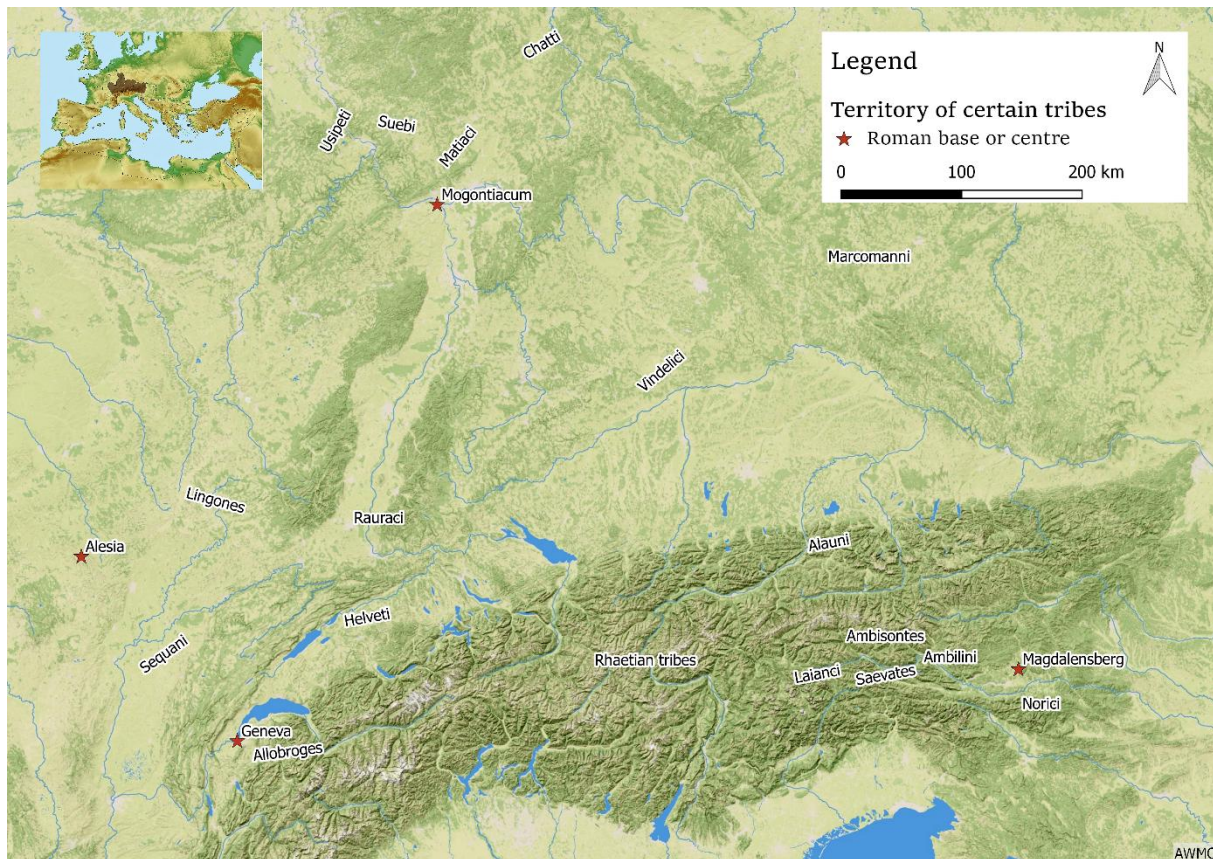 Chatti
Legend
N
Territory of certain tribes
Roman base or centre
0 100 200 km
Usipeti
Suebi
Matiaci
Mogontiacum
Marcomanni
Vindelici
Lingones
Rauraci
Alesia
Alauni
Helveti
Sequani
Ambisontes
Rhaetian tribes
Ambilini
Magdalensberg
Laianci
Saevates
Norici
Geneva
Allobroges
AWMC